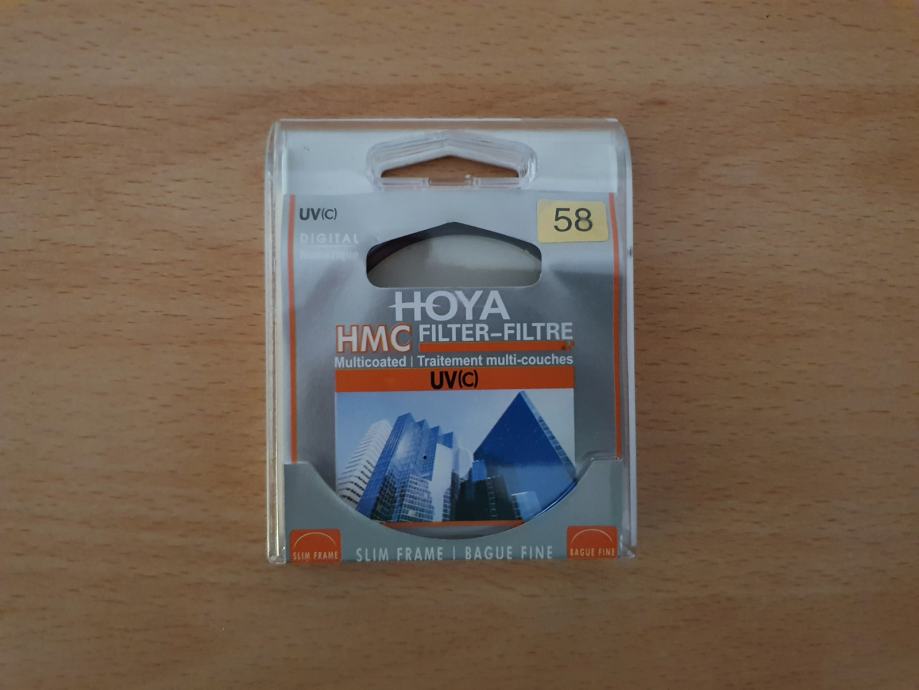 UV(C)
58
DIGITAL
HOYA
HMC FILTER-FILTRE
Multicoated | Traitement multi-couches
UV(C)
SLIM FRAME
SLIM FRAME | BAGUE FINE
BAGUE FINE